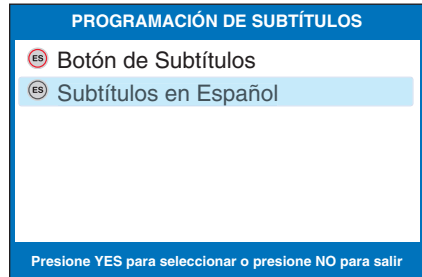 PROGRAMACIÓN DE SUBTÍTULOS
ES Botón de Subtítulos
ES Subtítulos en Español
Presione YES para seleccionar o presione NO para salir